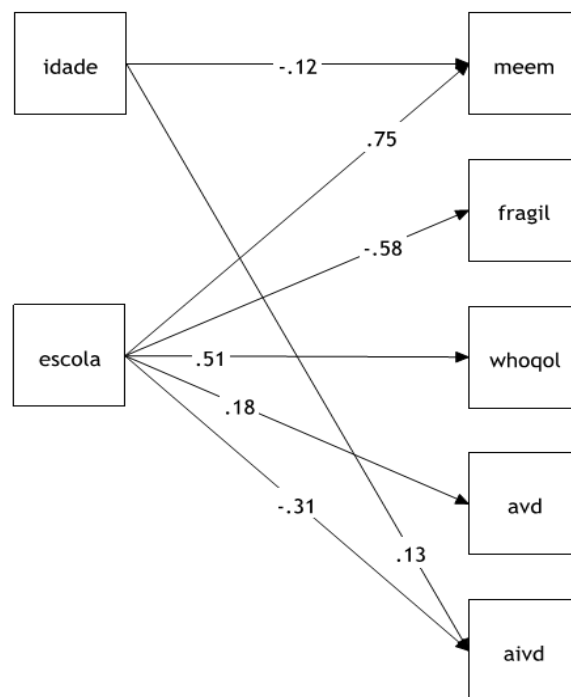 idade
-.12
meem
.75
fragil
-.58
escola
.51
whoqol
.18
avd
-.31
.13
aivd